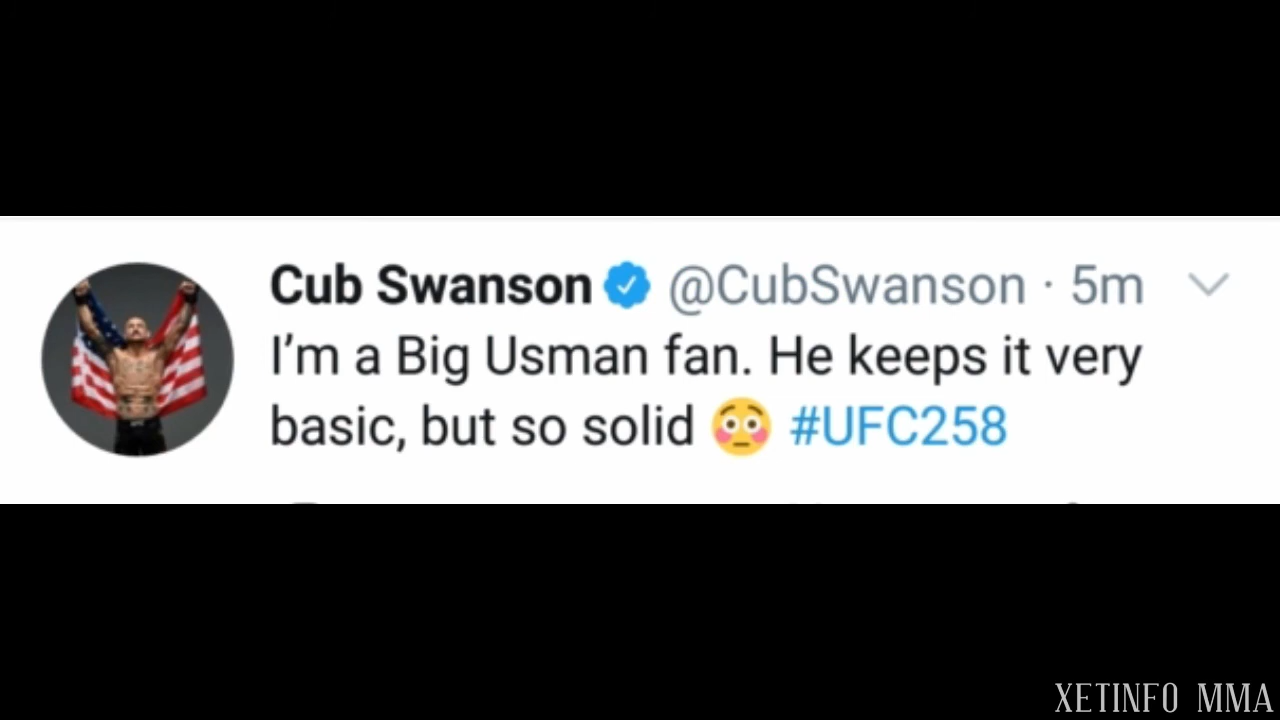 Cub Swanson @CubSwanson · 5m
I’m a Big Usman fan. He keeps it very
basic, but so solid 😳 #UFC258
XETINFO MMA